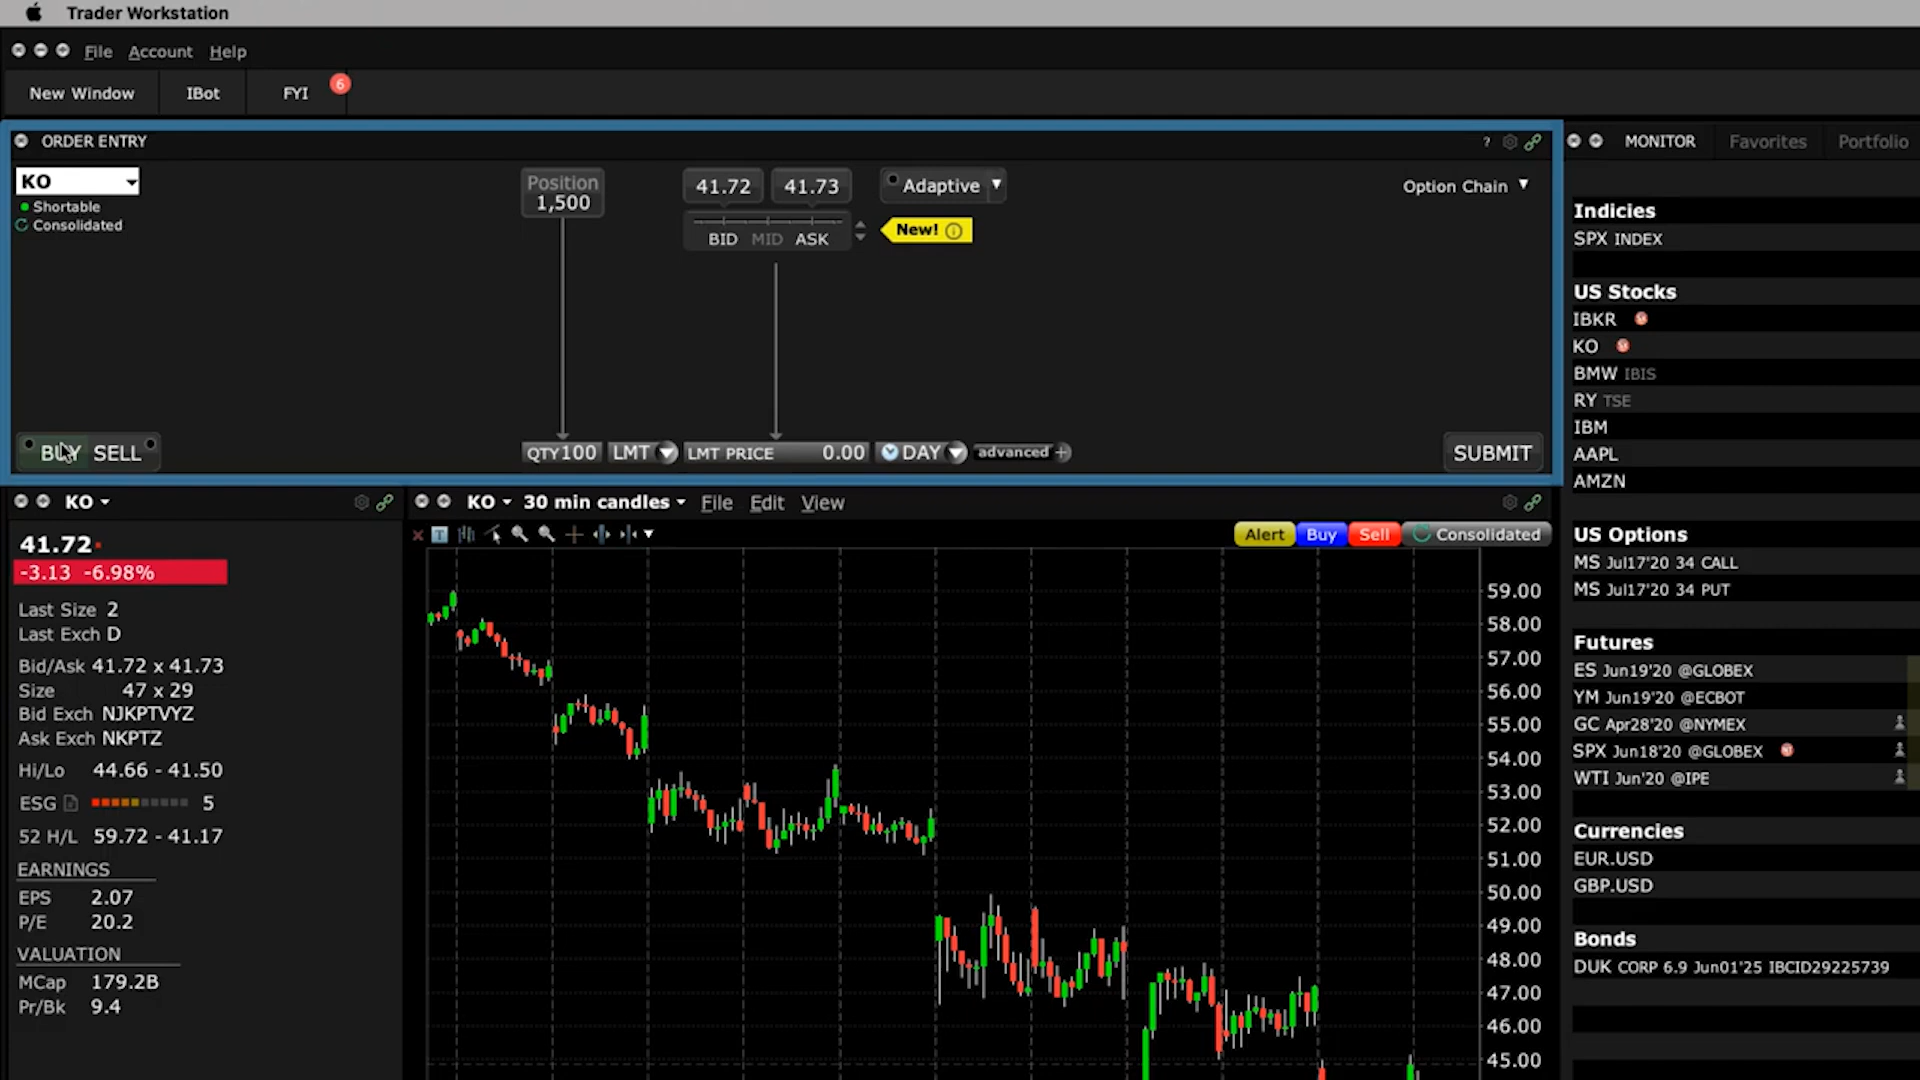 Trader Workstation
File Account Help
New Window IBot FYI 6
ORDER ENTRY ?
KO
Shortable
Consolidated
Position
1,500
41.72 41.73
BID MID ASK
Adaptive
New!
Option Chain
BUY SELL
QTY 100 LMT LMT PRICE 0.00 DAY advanced +
SUBMIT
KO
41.72
-3.13 -6.98%
Last Size 2
Last Exch D
Bid/Ask 41.72 x 41.73
Size 47 x 29
Bid Exch NJKPTVYZ
Ask Exch NKPTZ
Hi/Lo 44.66 - 41.50
ESG 5
52 H/L 59.72 - 41.17
EARNINGS
EPS 2.07
P/E 20.2
VALUATION
MCap 179.2B
Pr/Bk 9.4
KO 30 min candles File Edit View
T
Alert Buy Sell Consolidated
59.00
58.00
57.00
56.00
55.00
54.00
53.00
52.00
51.00
50.00
49.00
48.00
47.00
46.00
45.00
MONITOR Favorites Portfolio
Indicies
SPX INDEX
US Stocks
IBKR
KO
BMW IBIS
RY TSE
IBM
AAPL
AMZN
US Options
MS Jul17'20 34 CALL
MS Jul17'20 34 PUT
Futures
ES Jun19'20 @GLOBEX
YM Jun19'20 @ECBOT
GC Apr28'20 @NYMEX
SPX Jun18'20 @GLOBEX
WTI Jun'20 @IPE
Currencies
EUR.USD
GBP.USD
Bonds
DUK CORP 6.9 Jun01'25 IBCID29225739